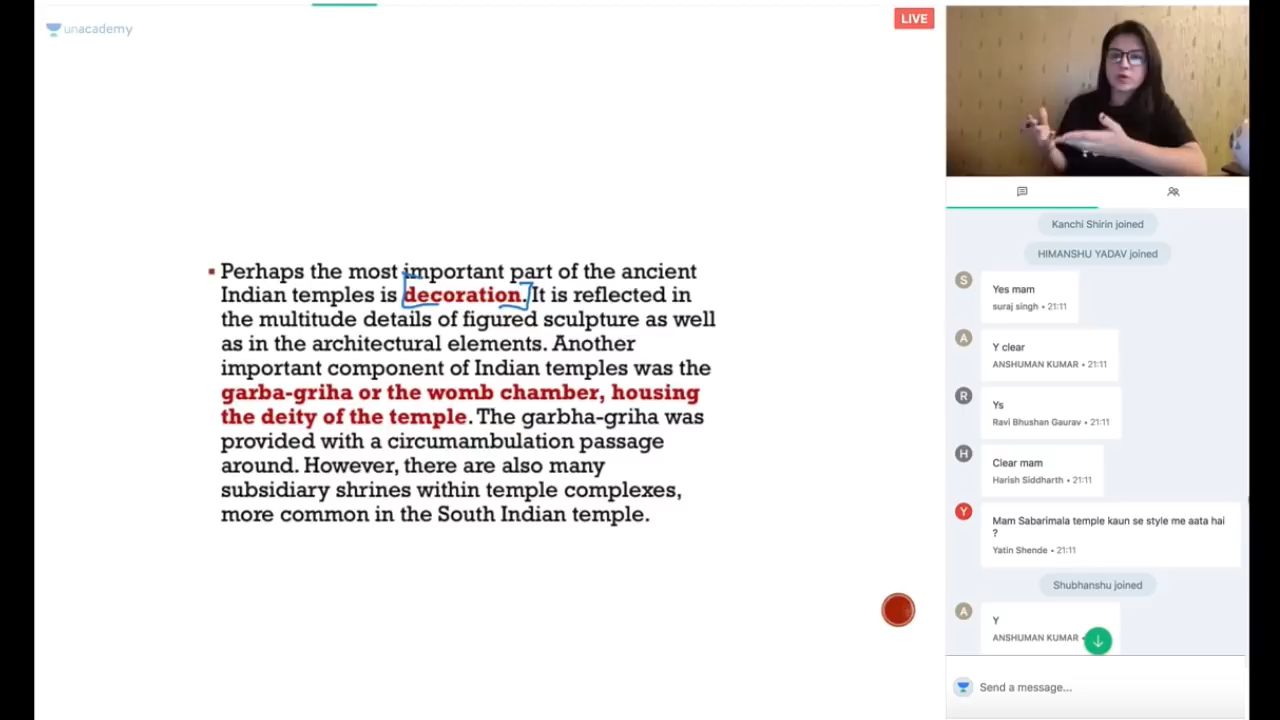 unacademy
LIVE
Perhaps the most important part of the ancient
Indian temples is decoration. It is reflected in
the multitude details of figured sculpture as well
as in the architectural elements. Another
important component of Indian temples was the
garba-griha or the womb chamber, housing
the deity of the temple. The garbha-griha was
provided with a circumambulation passage
around. However, there are also many
subsidiary shrines within temple complexes,
more common in the South Indian temple.
Kanchi Shirin joined
HIMANSHU YADAV joined
S
Yes mam
suraj singh • 21:11
A
Y clear
ANSHUMAN KUMAR • 21:11
R
Ys
Ravi Bhushan Gaurav • 21:11
H
Clear mam
Harish Siddharth • 21:11
Y
Mam Sabarimala temple kaun se style me aata hai
?
Yatin Shende • 21:11
Shubhanshu joined
A
Y
ANSHUMAN KUMAR •
Send a message...